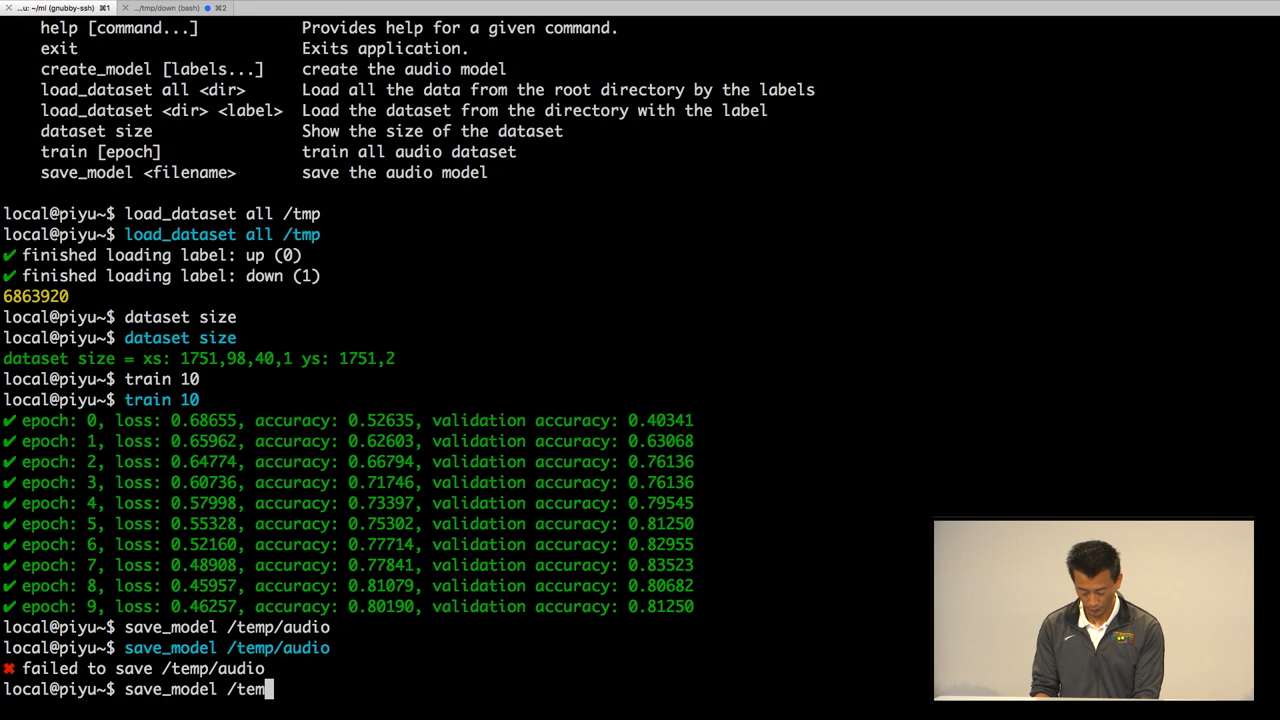 ...u: ~/ml (gnubby-ssh) ⌘1
.../tmp/down (bash) ⌘2
help [command...] Provides help for a given command.
exit Exits application.
create_model [labels...] create the audio model
load_dataset all <dir> Load all the data from the root directory by the labels
load_dataset <dir> <label> Load the dataset from the directory with the label
dataset size Show the size of the dataset
train [epoch] train all audio dataset
save_model <filename> save the audio model
local@piyu~$ load_dataset all /tmp
local@piyu~$ load_dataset all /tmp
✔ finished loading label: up (0)
✔ finished loading label: down (1)
6863920
local@piyu~$ dataset size
local@piyu~$ dataset size
dataset size = xs: 1751,98,40,1 ys: 1751,2
local@piyu~$ train 10
local@piyu~$ train 10
✔ epoch: 0, loss: 0.68655, accuracy: 0.52635, validation accuracy: 0.40341
✔ epoch: 1, loss: 0.65962, accuracy: 0.62603, validation accuracy: 0.63068
✔ epoch: 2, loss: 0.64774, accuracy: 0.66794, validation accuracy: 0.76136
✔ epoch: 3, loss: 0.60736, accuracy: 0.71746, validation accuracy: 0.76136
✔ epoch: 4, loss: 0.57998, accuracy: 0.73397, validation accuracy: 0.79545
✔ epoch: 5, loss: 0.55328, accuracy: 0.75302, validation accuracy: 0.81250
✔ epoch: 6, loss: 0.52160, accuracy: 0.77714, validation accuracy: 0.82955
✔ epoch: 7, loss: 0.48908, accuracy: 0.77841, validation accuracy: 0.83523
✔ epoch: 8, loss: 0.45957, accuracy: 0.81079, validation accuracy: 0.80682
✔ epoch: 9, loss: 0.46257, accuracy: 0.80190, validation accuracy: 0.81250
local@piyu~$ save_model /temp/audio
local@piyu~$ save_model /temp/audio
✖ failed to save /temp/audio
local@piyu~$ save_model /tem